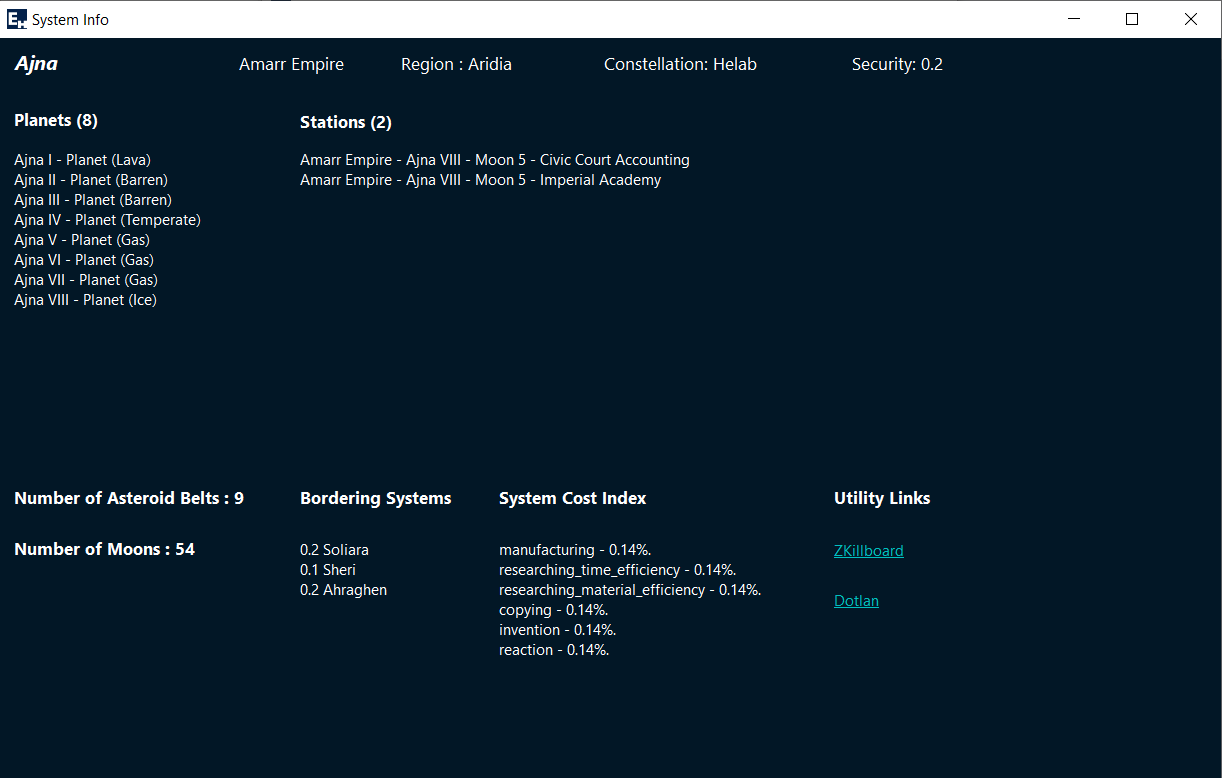 EH System Info
Ajna Amarr Empire Region : Aridia Constellation: Helab Security: 0.2
Planets (8)
Ajna I - Planet (Lava)
Ajna II - Planet (Barren)
Ajna III - Planet (Barren)
Ajna IV - Planet (Temperate)
Ajna V - Planet (Gas)
Ajna VI - Planet (Gas)
Ajna VII - Planet (Gas)
Ajna VIII - Planet (Ice)
Stations (2)
Amarr Empire - Ajna VIII - Moon 5 - Civic Court Accounting
Amarr Empire - Ajna VIII - Moon 5 - Imperial Academy
Number of Asteroid Belts : 9
Number of Moons : 54
Bordering Systems
0.2 Soliara
0.1 Sheri
0.2 Ahraghen
System Cost Index
manufacturing - 0.14%.
researching_time_efficiency - 0.14%.
researching_material_efficiency - 0.14%.
copying - 0.14%.
invention - 0.14%.
reaction - 0.14%.
Utility Links
ZKillboard
Dotlan